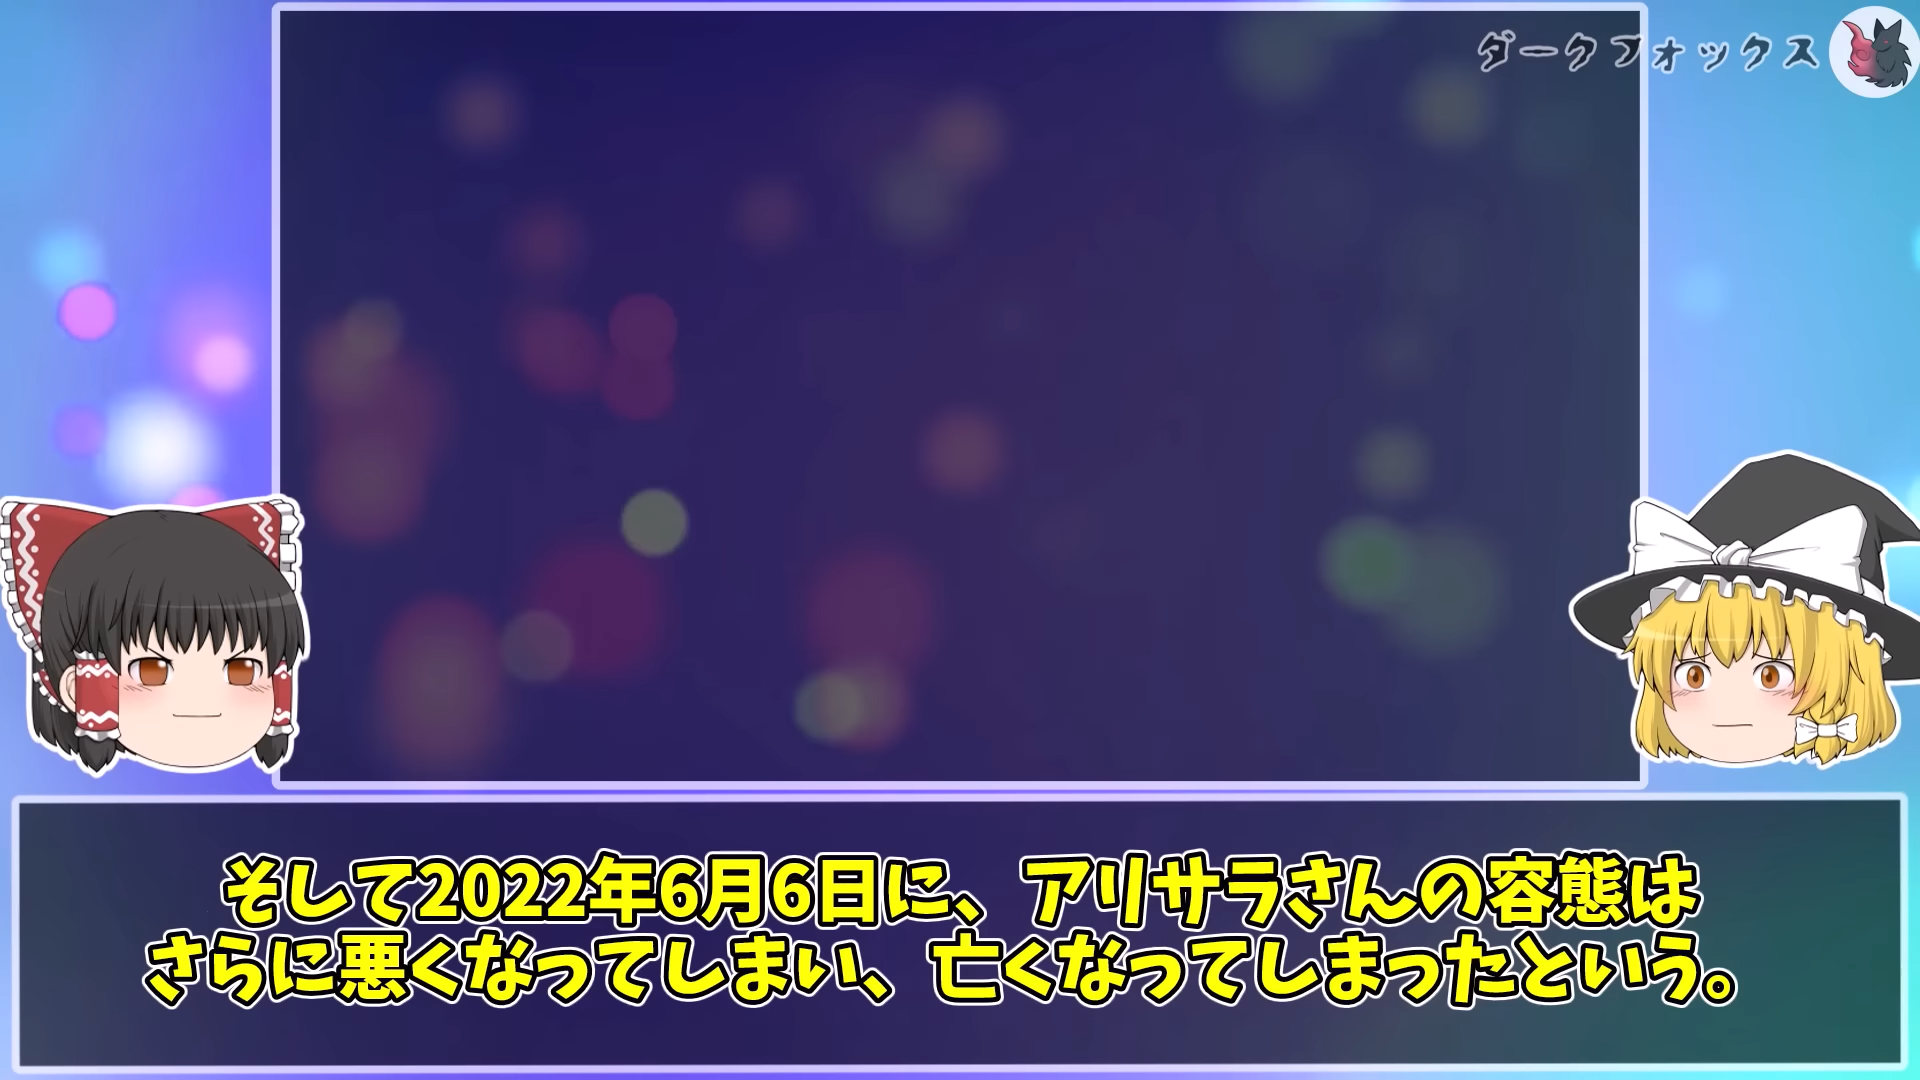 ダークフォックス
そして2022年6月6日に、アリサラさんの容態は
さらに悪くなってしまい、亡くなってしまったという。